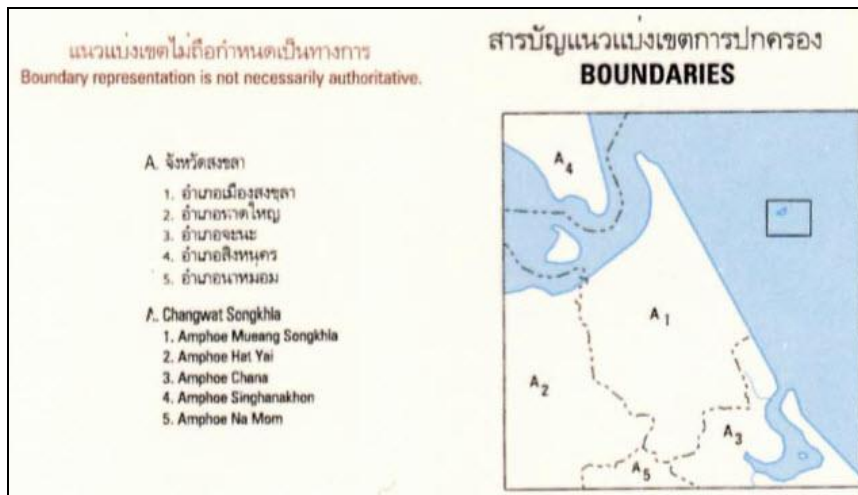 แนวแบ่งเขตไม่ถือกำหนดเป็นทางการ
Boundary representation is not necessarily authoritative.
A. จังหวัดสงขลา
1. อำเภอเมืองสงขลา
2. อำเภอหาดใหญ่
3. อำเภอจะนะ
4. อำเภอสิงหนคร
5. อำเภอนาหม่อม
A. Changwat Songkhla
1. Amphoe Mueang Songkhla
2. Amphoe Hat Yai
3. Amphoe Chana
4. Amphoe Singhanakhon
5. Amphoe Na Mom
สารบัญแนวแบ่งเขตการปกครอง
BOUNDARIES
A4
A1
A2
A3
A5